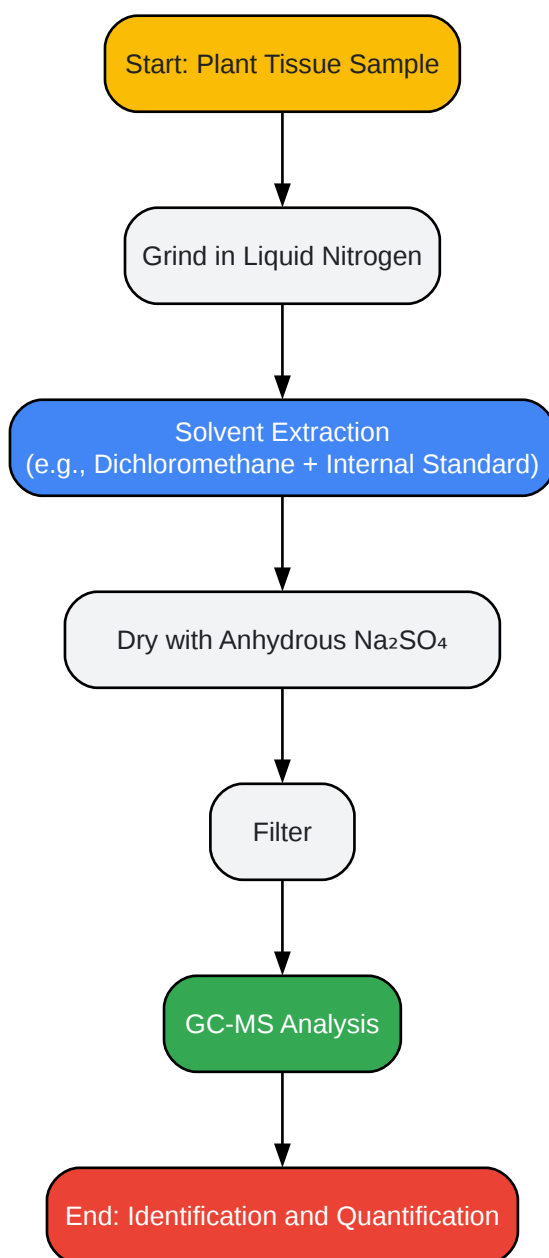 Start: Plant Tissue Sample
Grind in Liquid Nitrogen
Solvent Extraction
(e.g., Dichloromethane + Internal Standard)
Dry with Anhydrous Na₂SO₄
Filter
GC-MS Analysis
End: Identification and Quantification